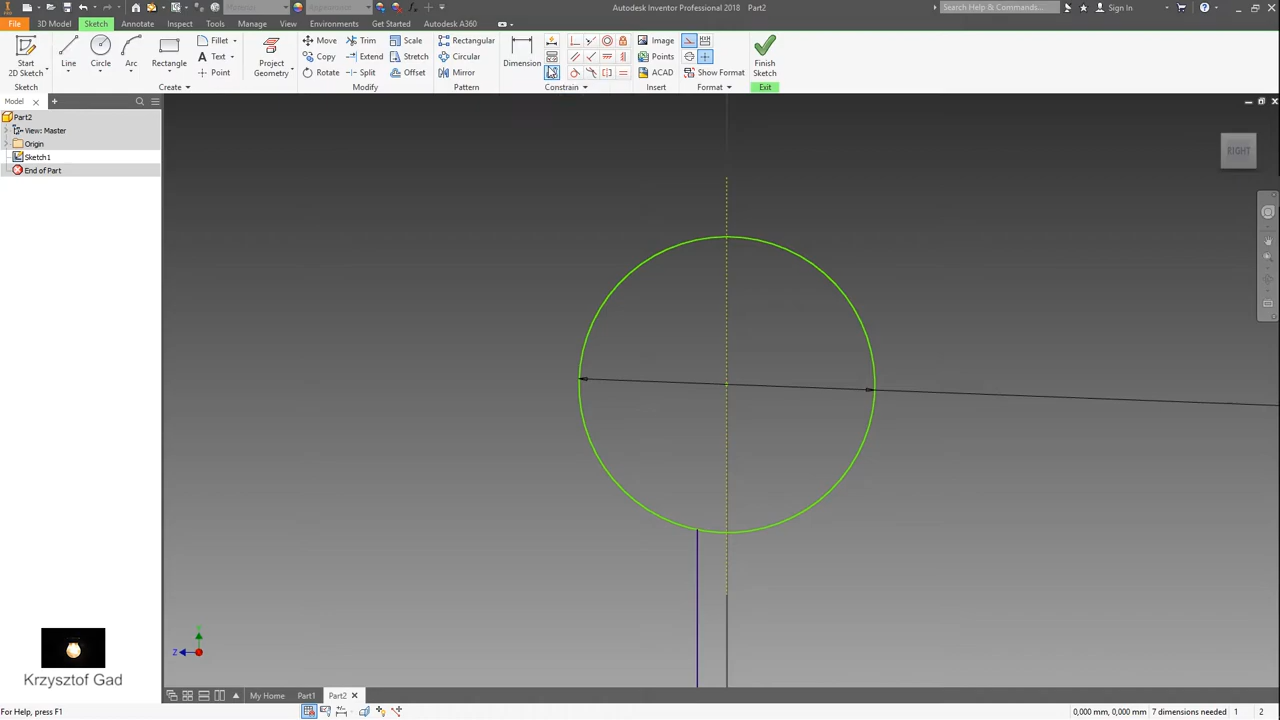 Autodesk Inventor Professional 2018   Part2
Search Help & Commands...
Sign In
File
3D Model
Sketch
Annotate
Inspect
Tools
Manage
View
Environments
Get Started
Autodesk A360
Start
2D Sketch
Sketch
Line
Circle
Arc
Rectangle
Fillet
Text
Point
Create
Project
Geometry
Move
Copy
Rotate
Trim
Extend
Split
Scale
Stretch
Offset
Modify
Rectangular
Circular
Mirror
Pattern
Dimension
Constrain
Image
Points
ACAD
Insert
Show Format
Format
Finish
Sketch
Exit
Model
Part2
View: Master
Origin
Sketch1
End of Part
RIGHT
Z
Krzysztof Gad
My Home
Part1
Part2
For Help, press F1
0,000 mm, 0,000 mm
7 dimensions needed
1
2